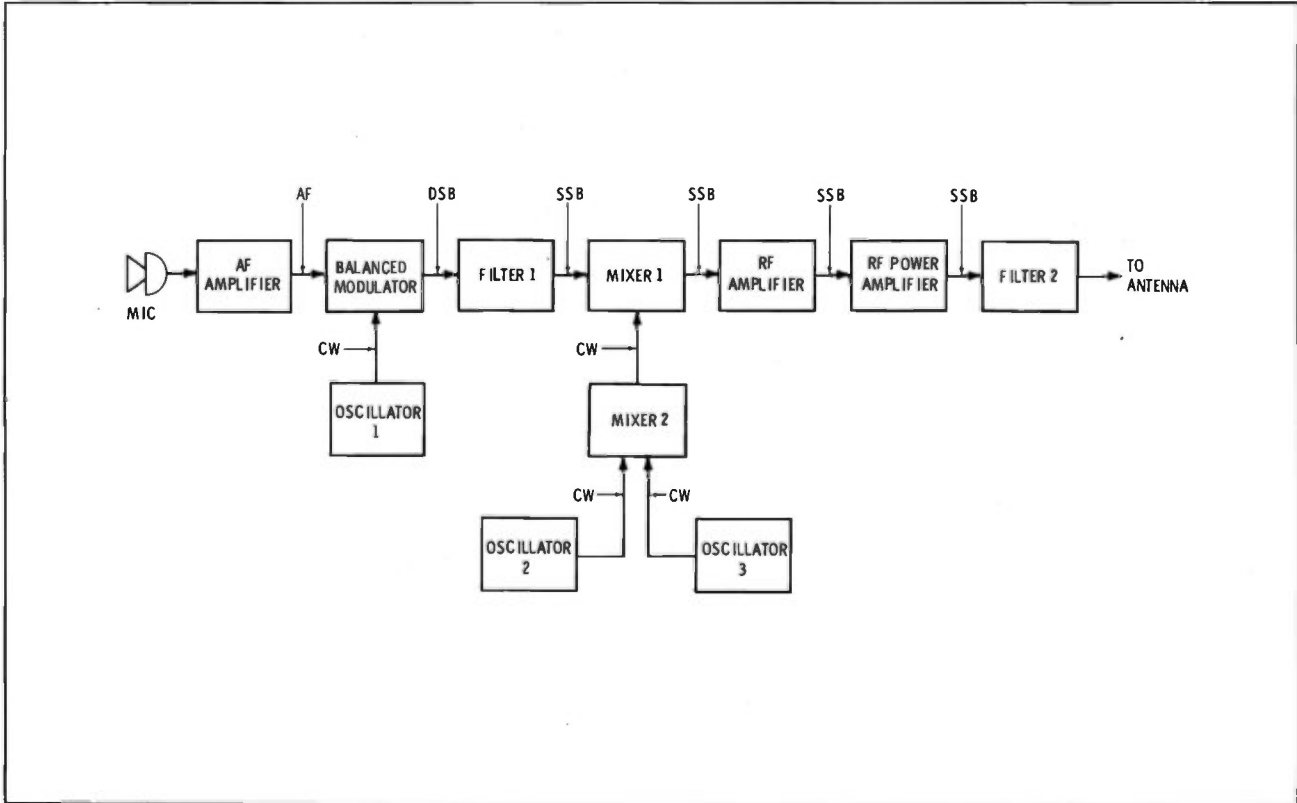 AF
DSB
SSB
SSB
SSB
SSB
MIC
AF
AMPLIFIER
BALANCED
MODULATOR
FILTER 1
MIXER 1
RF
AMPLIFIER
RF POWER
AMPLIFIER
FILTER 2
TO
ANTENNA
CW
CW
OSCILLATOR
1
MIXER 2
CW
CW
OSCILLATOR
2
OSCILLATOR
3